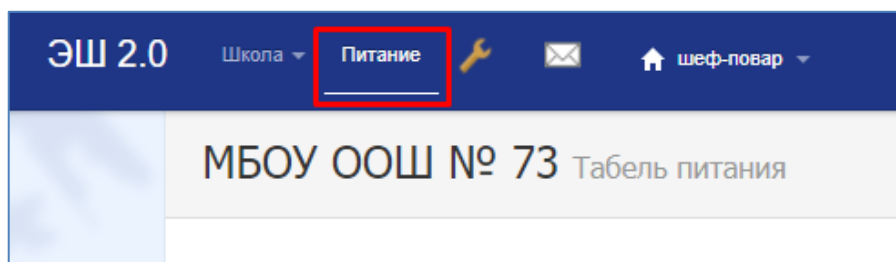 ЭШ 2.0 Школа Питание шеф-повар
МБОУ ООШ № 73 Табель питания